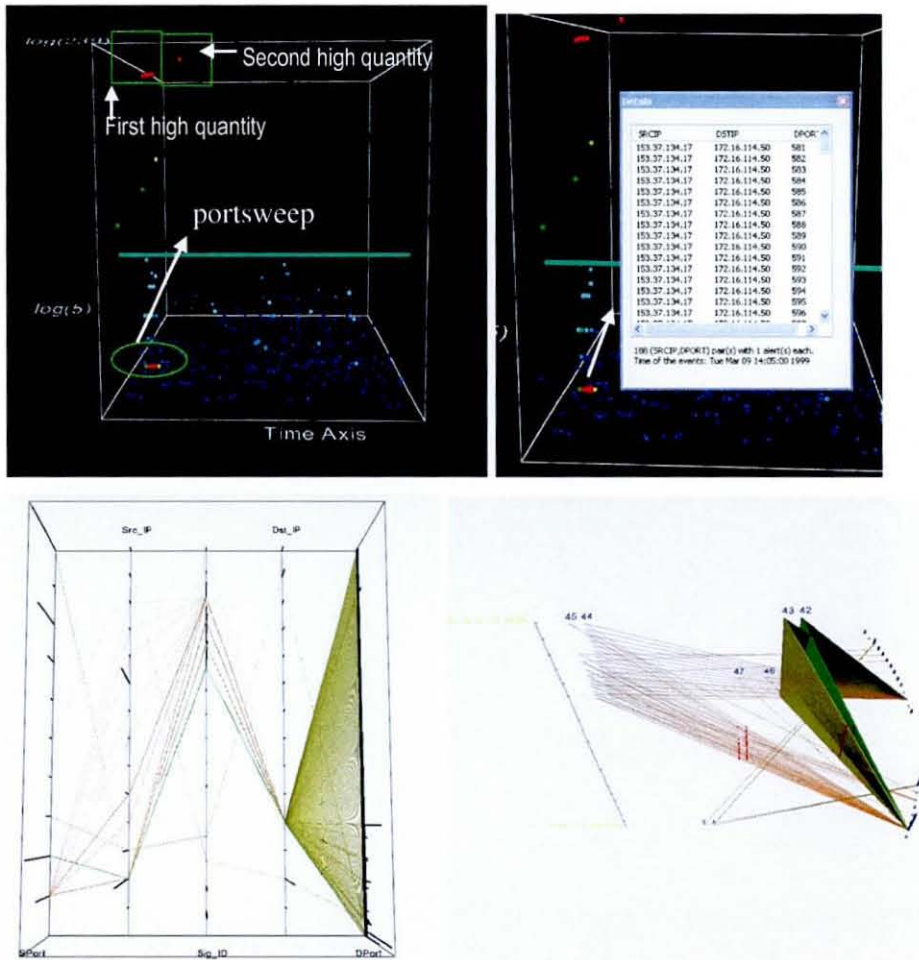 Second high quantity
First high quantity
portsweep
log(5)
Time Axis
Details
SRCIP DSTIP DPORT
153.37.134.17 172.16.114.50 581
153.37.134.17 172.16.114.50 582
153.37.134.17 172.16.114.50 583
153.37.134.17 172.16.114.50 584
153.37.134.17 172.16.114.50 585
153.37.134.17 172.16.114.50 586
153.37.134.17 172.16.114.50 587
153.37.134.17 172.16.114.50 588
153.37.134.17 172.16.114.50 589
153.37.134.17 172.16.114.50 590
153.37.134.17 172.16.114.50 591
153.37.134.17 172.16.114.50 592
153.37.134.17 172.16.114.50 593
153.37.134.17 172.16.114.50 594
153.37.134.17 172.16.114.50 595
153.37.134.17 172.16.114.50 596
188 (SRCIP,DPORT) pair(s) with 1 alert(s) each.
Time of the events: Tue Mar 09 14:05:00 1999
Src_IP Dst_IP
SPort Sig_ID DPort
45 44 43 42
47 46